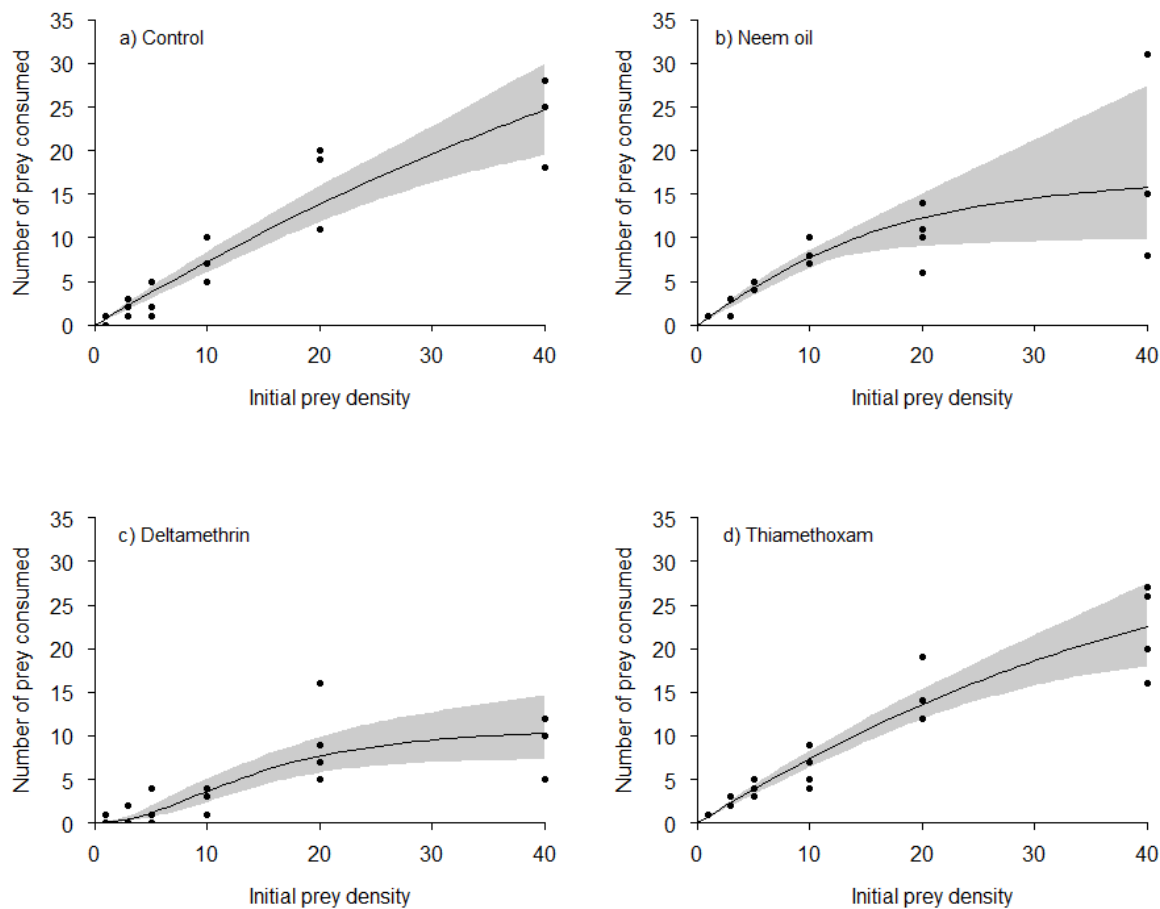 a) Control
35
30
25
20
15
10
5
0
Number of prey consumed
0 10 20 30 40
Initial prey density
b) Neem oil
35
30
25
20
15
10
5
0
Number of prey consumed
0 10 20 30 40
Initial prey density
c) Deltamethrin
35
30
25
20
15
10
5
0
Number of prey consumed
0 10 20 30 40
Initial prey density
d) Thiamethoxam
35
30
25
20
15
10
5
0
Number of prey consumed
0 10 20 30 40
Initial prey density